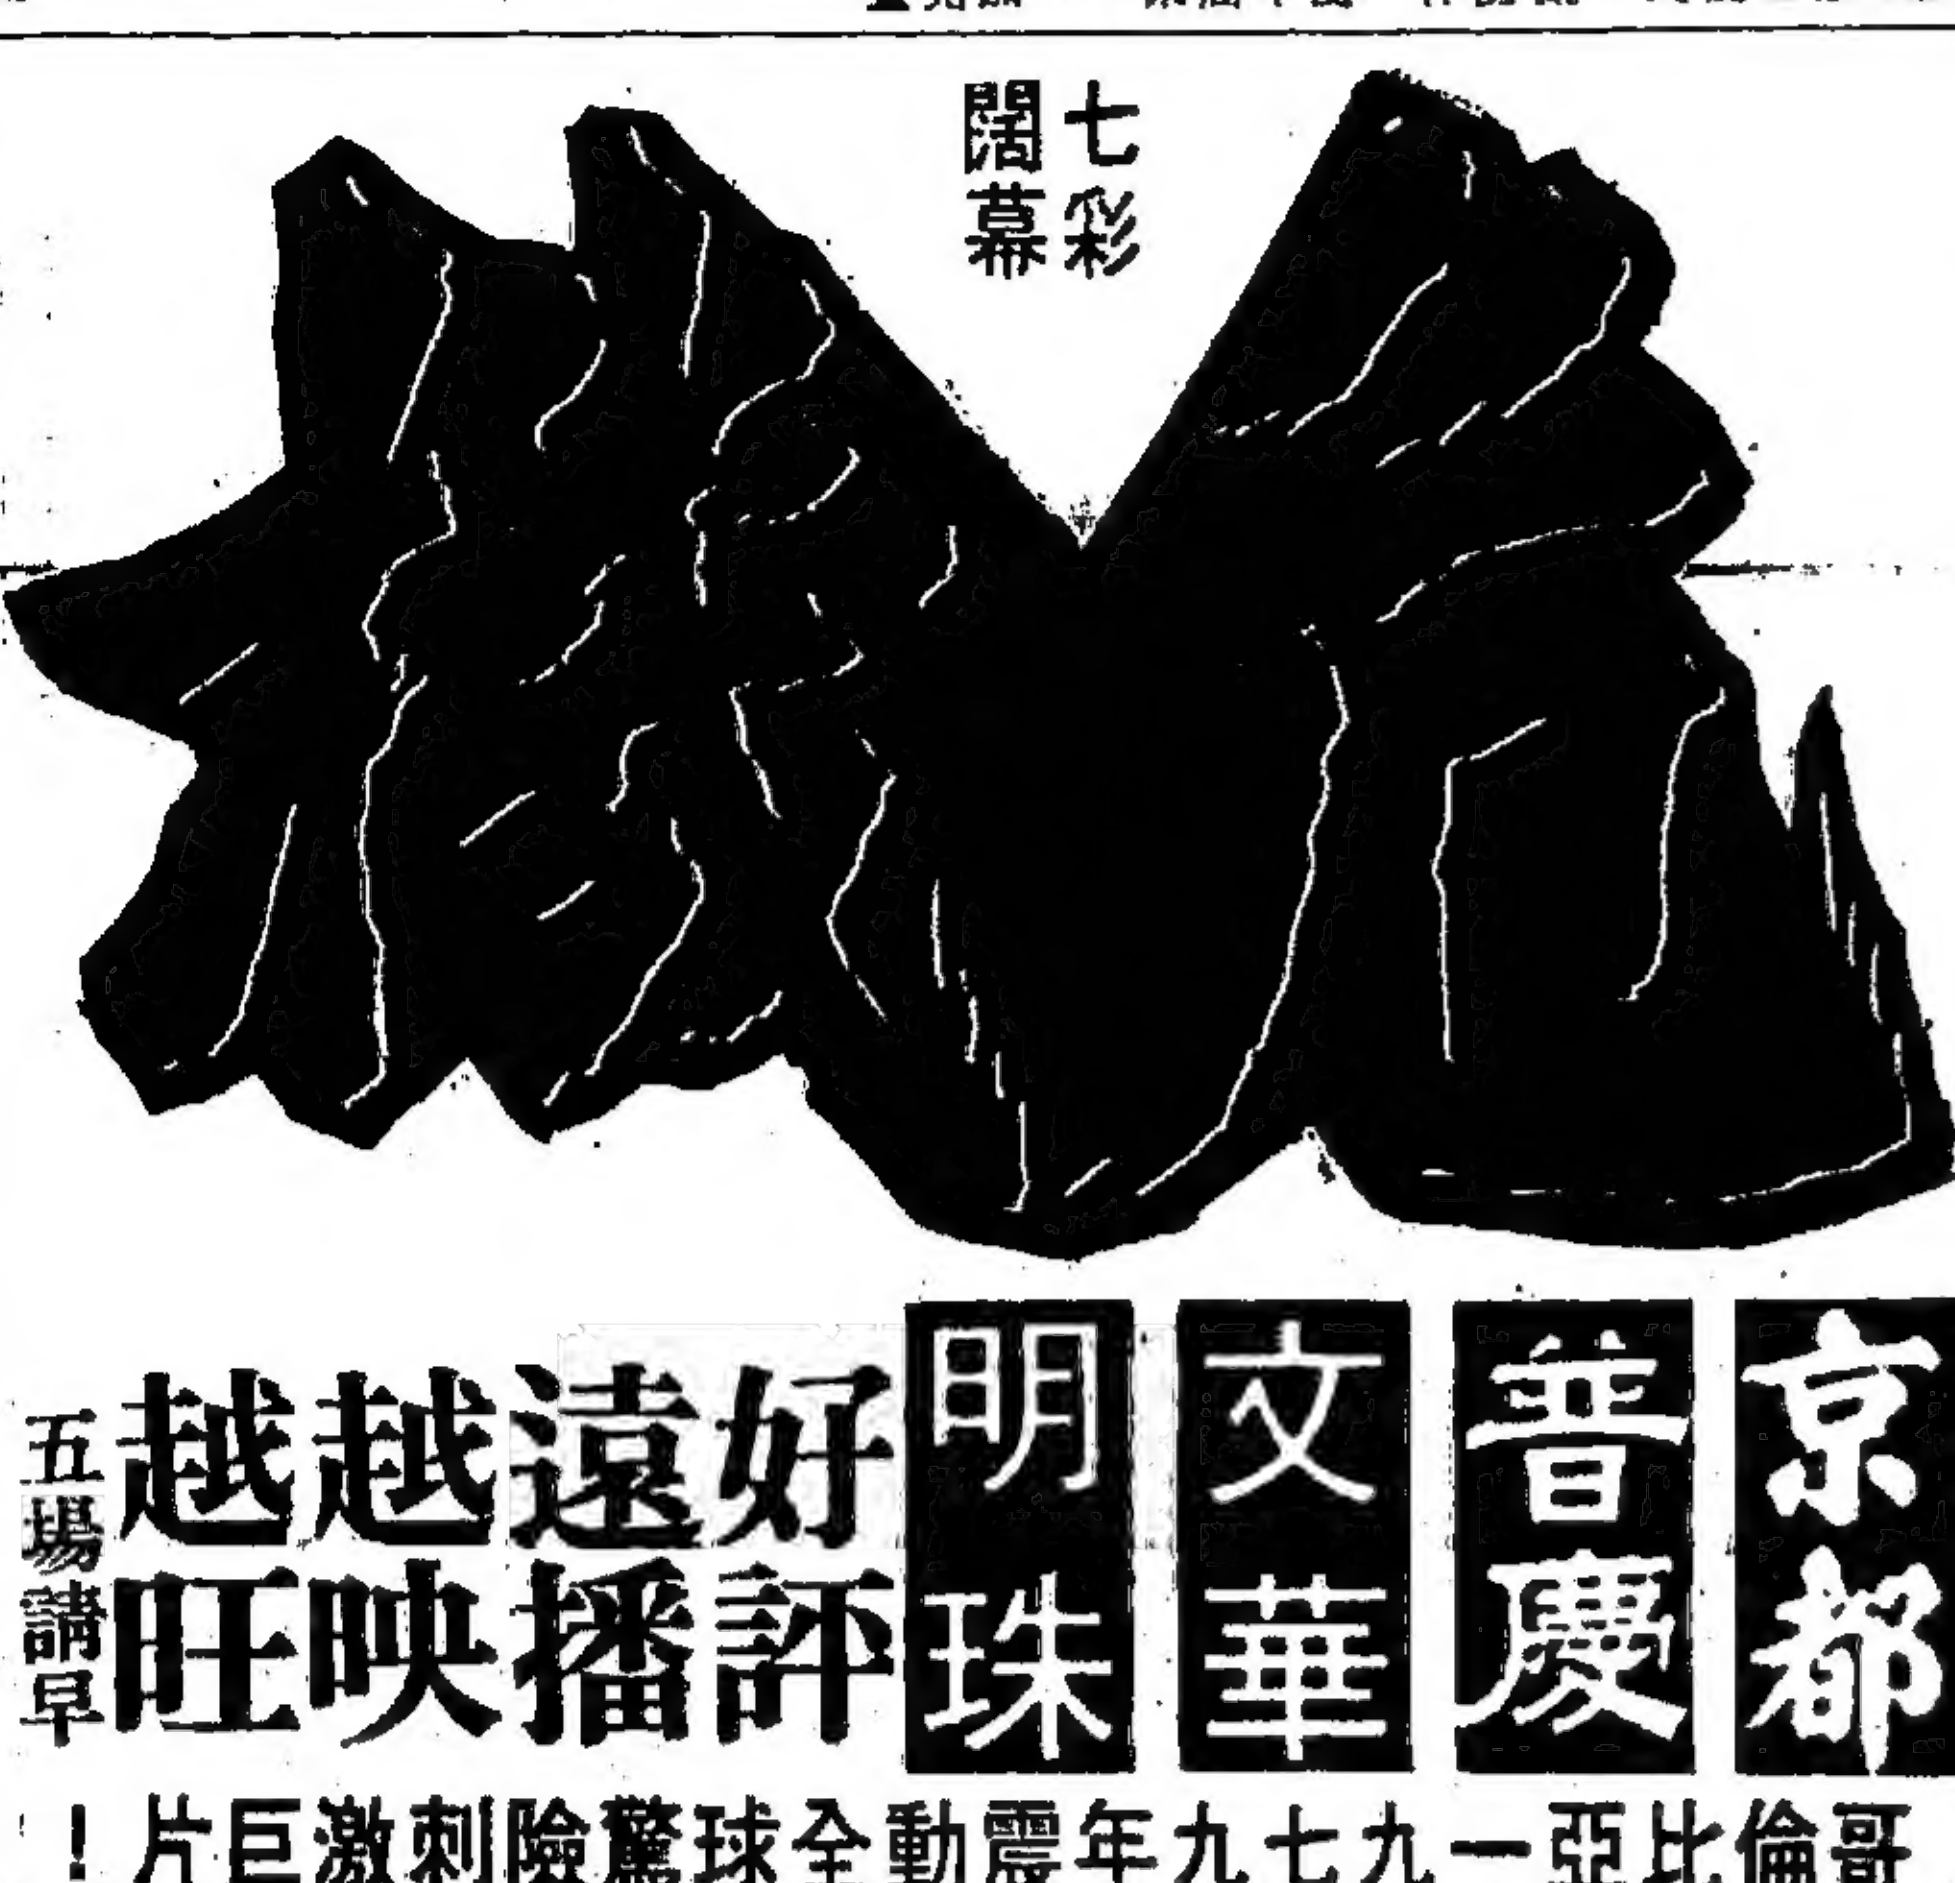 七彩
闊幕
危機
京都
普慶
文華
明珠
好評
遠播
越映
越旺
五場請早
哥倫比亞一九七九年震動全球驚險刺激巨片！